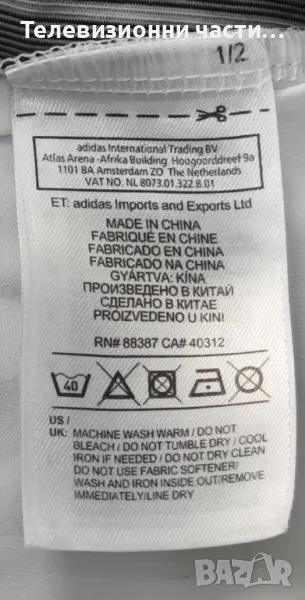 Телевизионни части...
1/2
adidas International Trading BV
Atlas Arena -Afrika Building Hoogoorddreef 9a
1101 BA Amsterdam ZO The Netherlands
VAT NO. NL 8073.01.322.B.01
ET: adidas Imports and Exports Ltd
MADE IN CHINA
FABRIQUÉ EN CHINE
FABRICADO EN CHINA
FABRICADO NA CHINA
GYÁRTVA: KÍNA
ПРОИЗВЕДЕНО В КИТАЙ
СДЕЛАНО В КИТАЕ
PROIZVEDENO U KINI
RN# 88387 CA# 40312
40
US /
UK: MACHINE WASH WARM / DO NOT
BLEACH / DO NOT TUMBLE DRY / COOL
IRON IF NEEDED / DO NOT DRY CLEAN
DO NOT USE FABRIC SOFTENER/
WASH AND IRON INSIDE OUT/REMOVE
IMMEDIATELY/LINE DRY
BAZAR